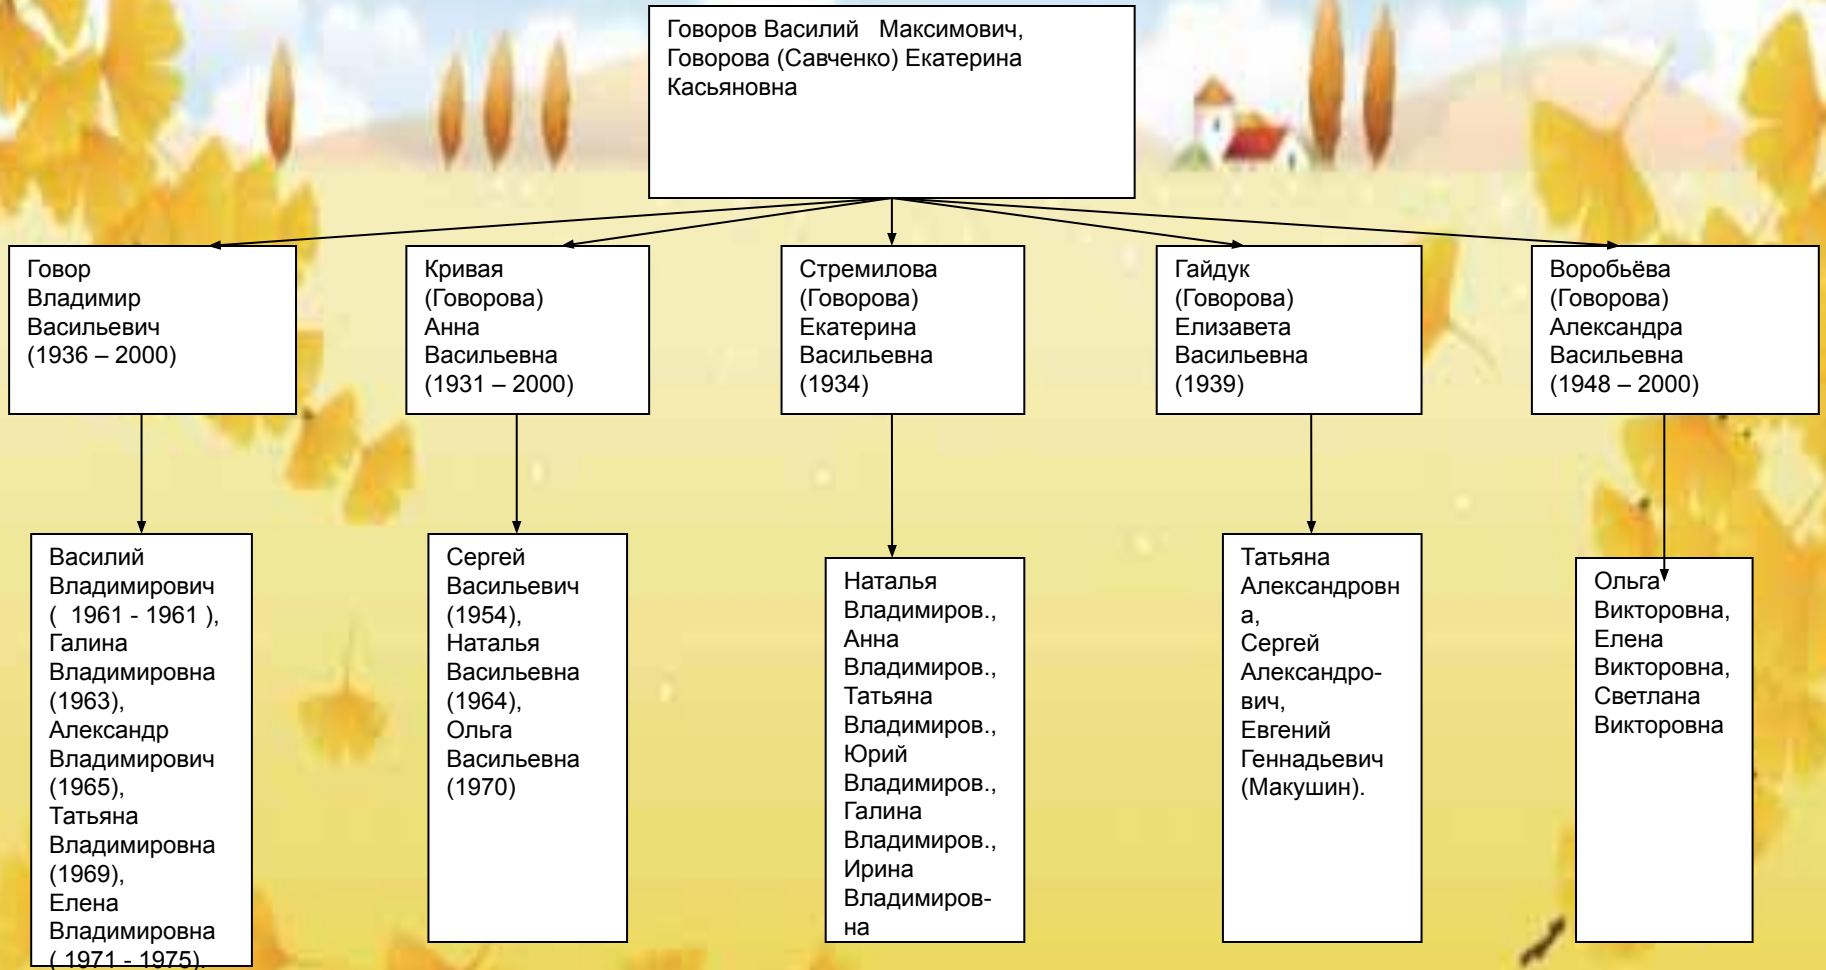 Говоров Василий   Максимович,
Говорова (Савченко) Екатерина
Касьяновна
Говор
Владимир
Васильевич
(1936 – 2000)
Кривая
(Говорова)
Анна
Васильевна
(1931 – 2000)
Стремилова
(Говорова)
Екатерина
Васильевна
(1934)
Гайдук
(Говорова)
Елизавета
Васильевна
(1939)
Воробьёва
(Говорова)
Александра
Васильевна
(1948 – 2000)
Василий
Владимирович
(  1961 - 1961 ),
Галина
Владимировна
(1963),
Александр
Владимирович
(1965),
Татьяна
Владимировна
(1969),
Елена
Владимировна
( 1971 - 1975).
Сергей
Васильевич
(1954),
Наталья
Васильевна
(1964),
Ольга
Васильевна
(1970)
Наталья
Владимиров.,
Анна
Владимиров.,
Татьяна
Владимиров.,
Юрий
Владимиров.,
Галина
Владимиров.,
Ирина
Владимиров-
на
Татьяна
Александровн
а,
Сергей
Александро-
вич,
Евгений
Геннадьевич
(Макушин).
Ольга
Викторовна,
Елена
Викторовна,
Светлана
Викторовна